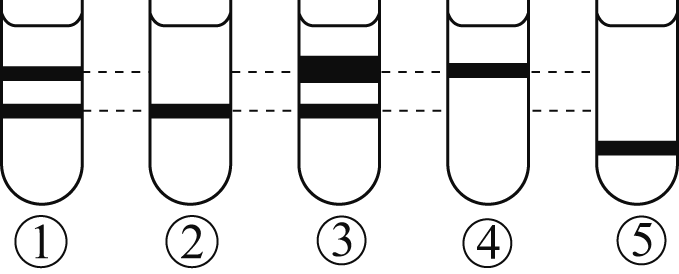 ① ② ③ ④ ⑤